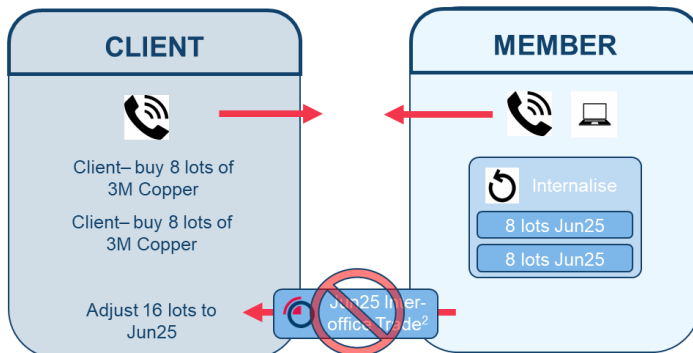 CLIENT
Client– buy 8 lots of
3M Copper
Client– buy 8 lots of
3M Copper
Adjust 16 lots to
Jun25
MEMBER
Internalise
8 lots Jun25
8 lots Jun25
Jun25 Inter-
office Trade²